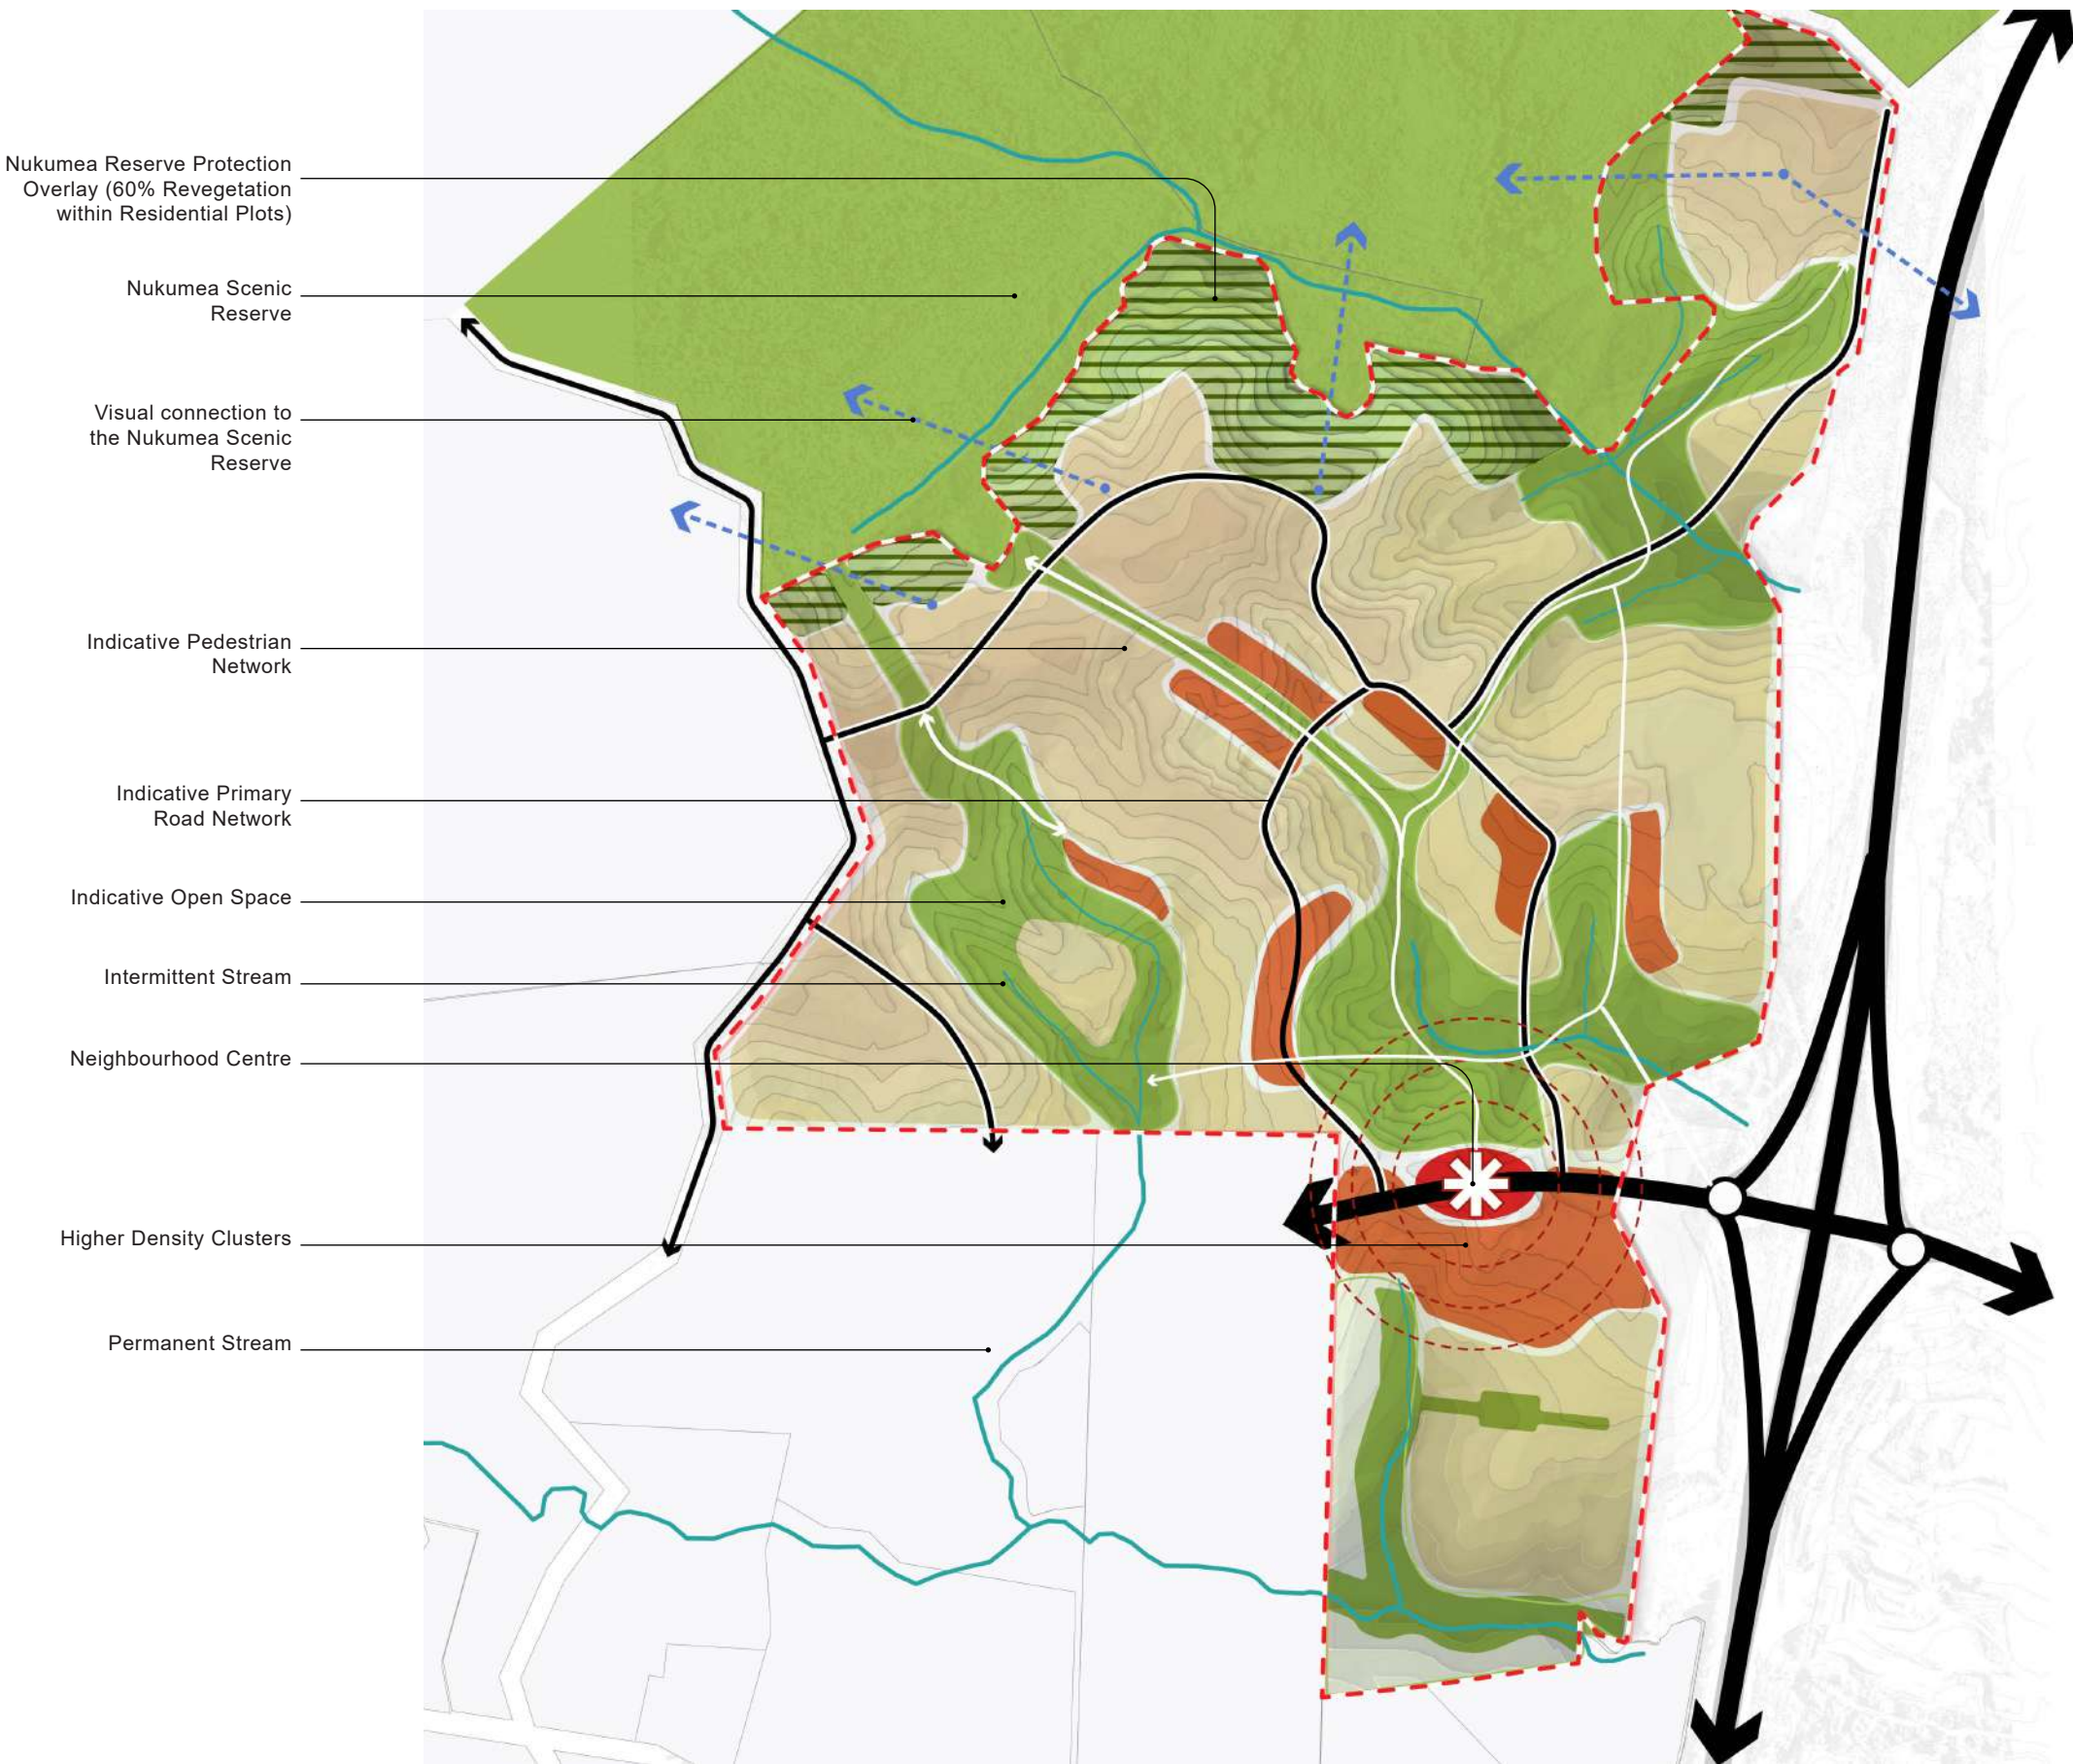 Nukumea Reserve Protection
Overlay (60% Revegetation
within Residential Plots)
Nukumea Scenic
Reserve
Visual connection to
the Nukumea Scenic
Reserve
Indicative Pedestrian
Network
Indicative Primary
Road Network
Indicative Open Space
Intermittent Stream
Neighbourhood Centre
Higher Density Clusters
Permanent Stream